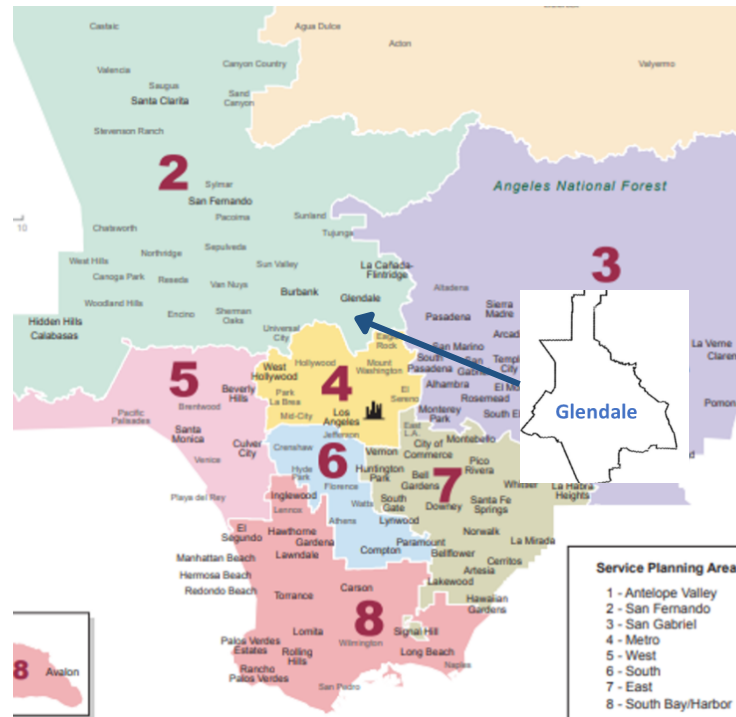 Castaic
Agua Dulce
Acton
Canyon Country
Valencia
Valyermo
Saugus
Santa Clarita
Sand
Canyon
Stevenson Ranch
2
Sylmar
San Fernando
Pacoima
Angeles National Forest
10
Chatsworth
Sunland
Tujunga
Northridge
Sepulveda
West Hills
Sun Valley
La Cañada-
Flintridge
3
Canoga Park
Reseda
Van Nuys
Burbank
Glendale
Altadena
Woodland Hills
Encino
Sherman
Oaks
Pasadena
Sierra
Madre
Hidden Hills
Calabasas
Universal
City
Eagle
Rock
San Marino
La Verne
5
West
Hollywood
Hollywood
Mount
Washington
South
Pasadena
San
Brentwood
Beverly
Hills
Park
La Brea
4
El
Sereno
Alhambra
Rosemead
Glendale
Pacific
Palisades
Mid-City
Los
Angeles
Monterey
Park
Santa
Monica
Jefferson
East
L.A.
Montebello
Culver
City
Crenshaw
6
Vernon
City of
Commerce
Venice
Hyde
Park
Huntington
Park
Bell
Gardens
Pico
Rivera
La Habra
Heights
Florence
7
Playa del Rey
Inglewood
Lennox
Watts
South
Gate
Downey
Santa Fe
Springs
El
Segundo
Hawthorne
Gardena
Athens
Lynwood
Norwalk
La Mirada
Manhattan Beach
Lawndale
Compton
Paramount
Bellflower
Cerritos
Hermosa Beach
Redondo Beach
Artesia
Lakewood
Torrance
Carson
Hawaiian
Gardens
8
Lomita
Wilmington
Signal Hill
Palos Verdes
Estates
Rolling
Hills
Long Beach
Naples
Rancho
Palos Verdes
San Pedro
8
Avalon
Service Planning Area
1 - Antelope Valley
2 - San Fernando
3 - San Gabriel
4 - Metro
5 - West
6 - South
7 - East
8 - South Bay/Harbor